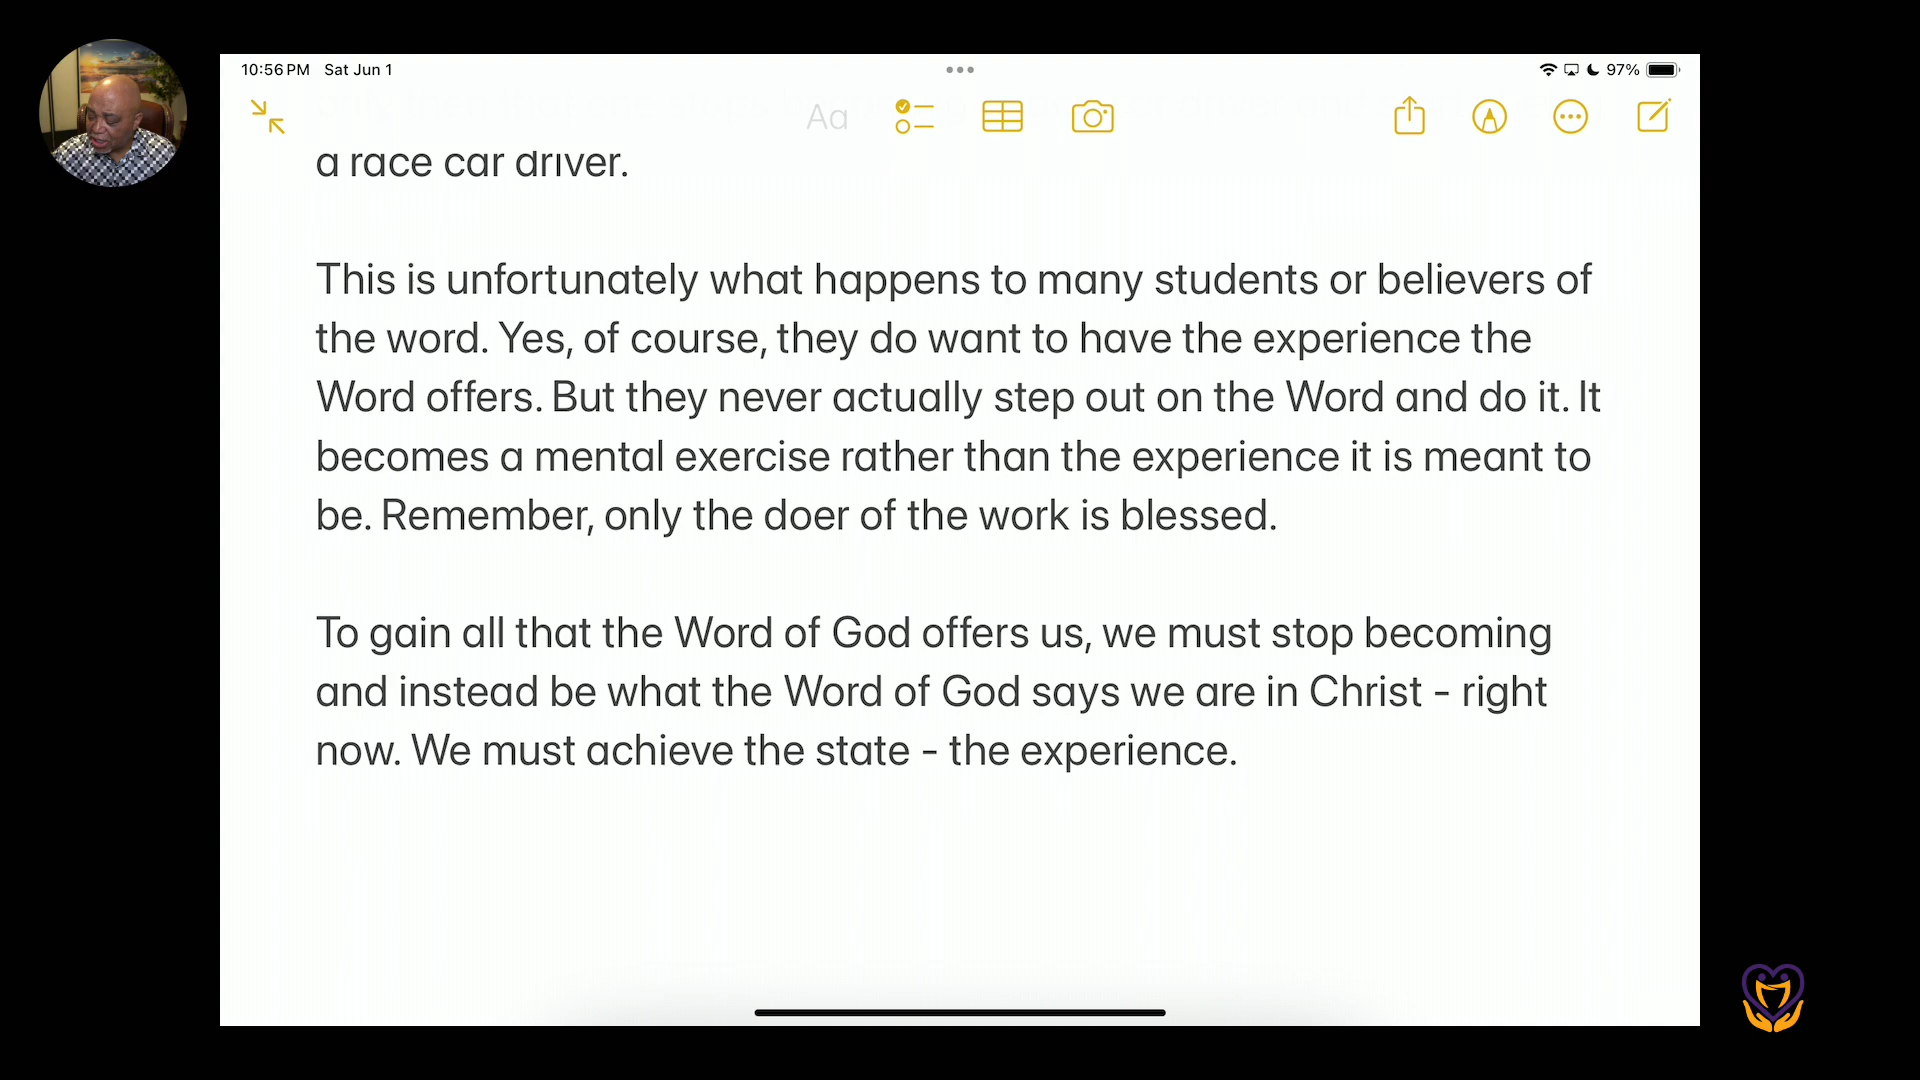 10:56 PM Sat Jun 1
97%
Aa
a race car driver.
This is unfortunately what happens to many students or believers of
the word. Yes, of course, they do want to have the experience the
Word offers. But they never actually step out on the Word and do it. It
becomes a mental exercise rather than the experience it is meant to
be. Remember, only the doer of the work is blessed.
To gain all that the Word of God offers us, we must stop becoming
and instead be what the Word of God says we are in Christ - right
now. We must achieve the state - the experience.